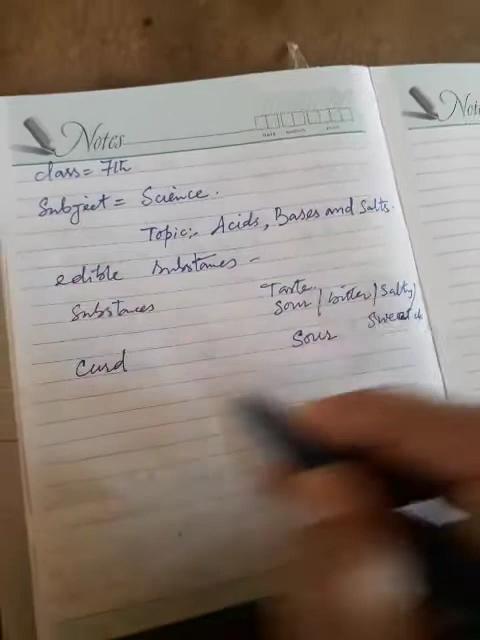 Notes
class = 7th
Subject = Science.
Topic:- Acids, Bases and Salts.
edible substances -
Substances
Taste
Sour / bitter / Salty /
Sweet
Curd
Sour